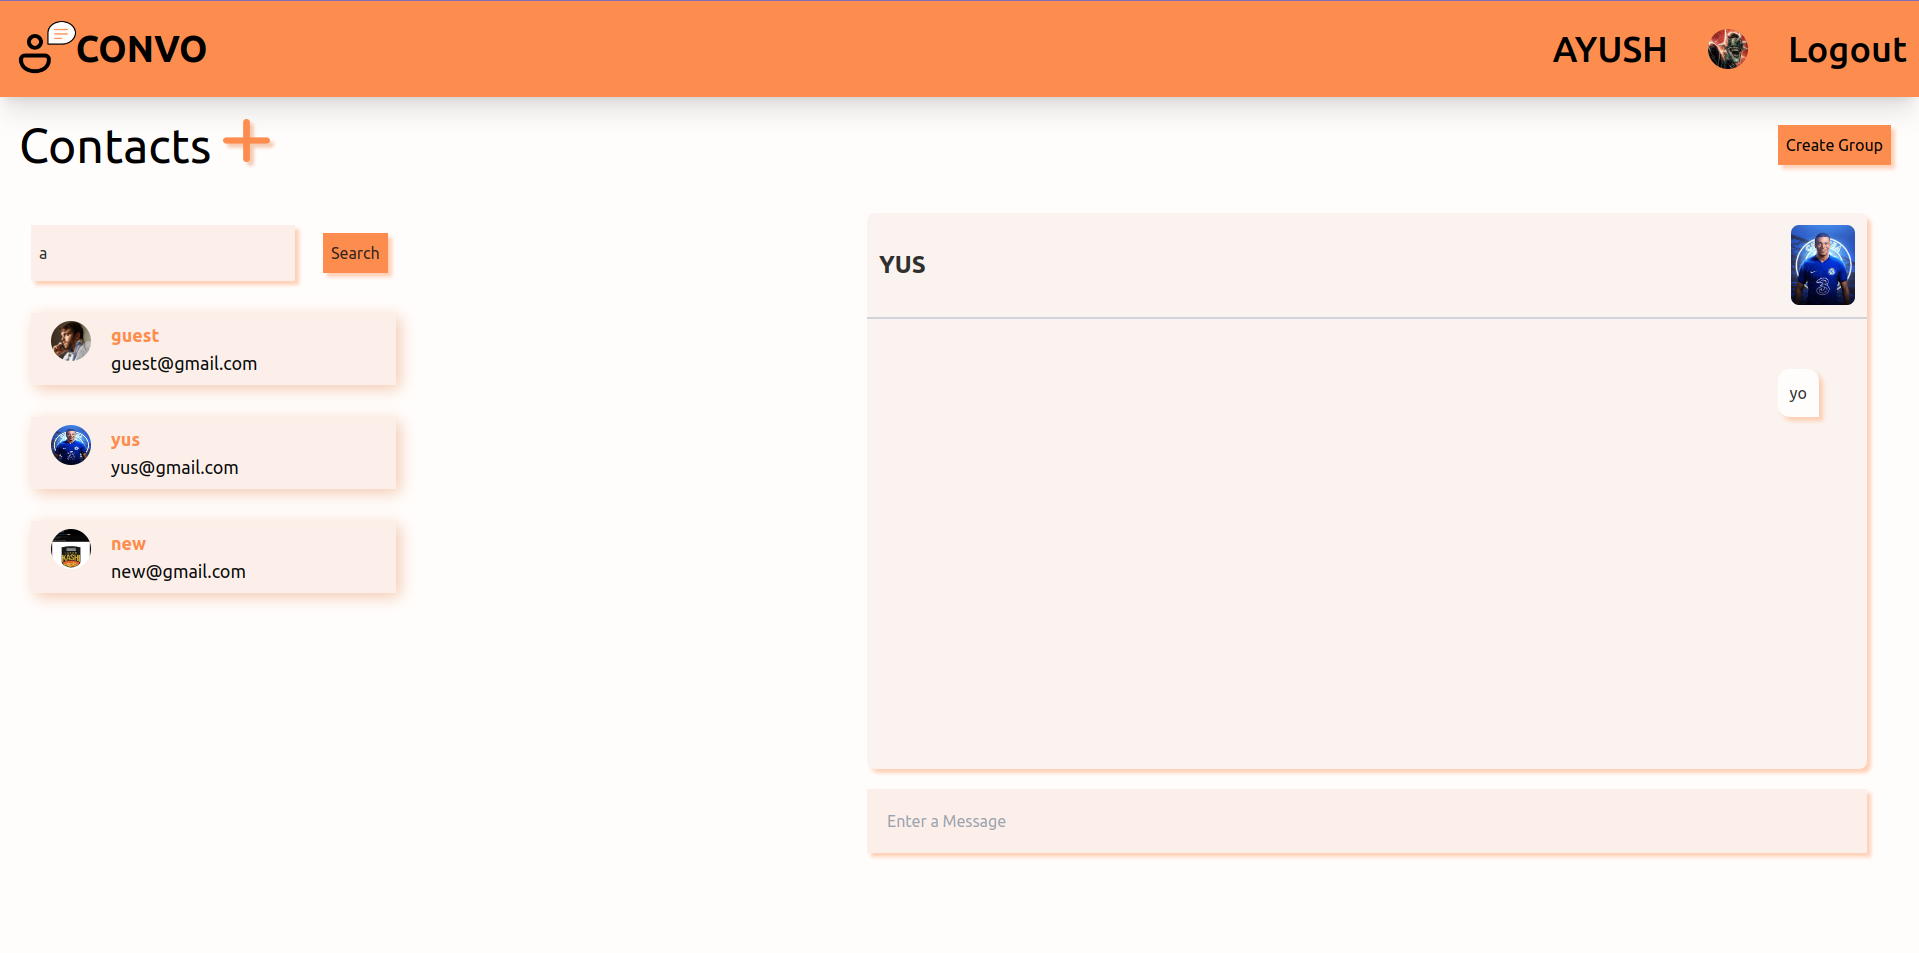 CONVO
AYUSH
Logout
Contacts
Create Group
a
Search
guest
guest@gmail.com
yus
yus@gmail.com
new
new@gmail.com
YUS
3
yo
Enter a Message